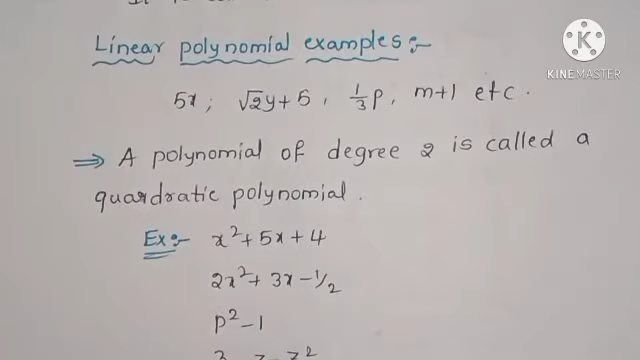 Linear polynomial examples:-
5x; √2y+5, 1/3p, m+1 etc.
⇒ A polynomial of degree 2 is called a
quardratic polynomial.
Ex:- x²+5x+4
2x²+3x-1/2
p²-1
KINEMASTER